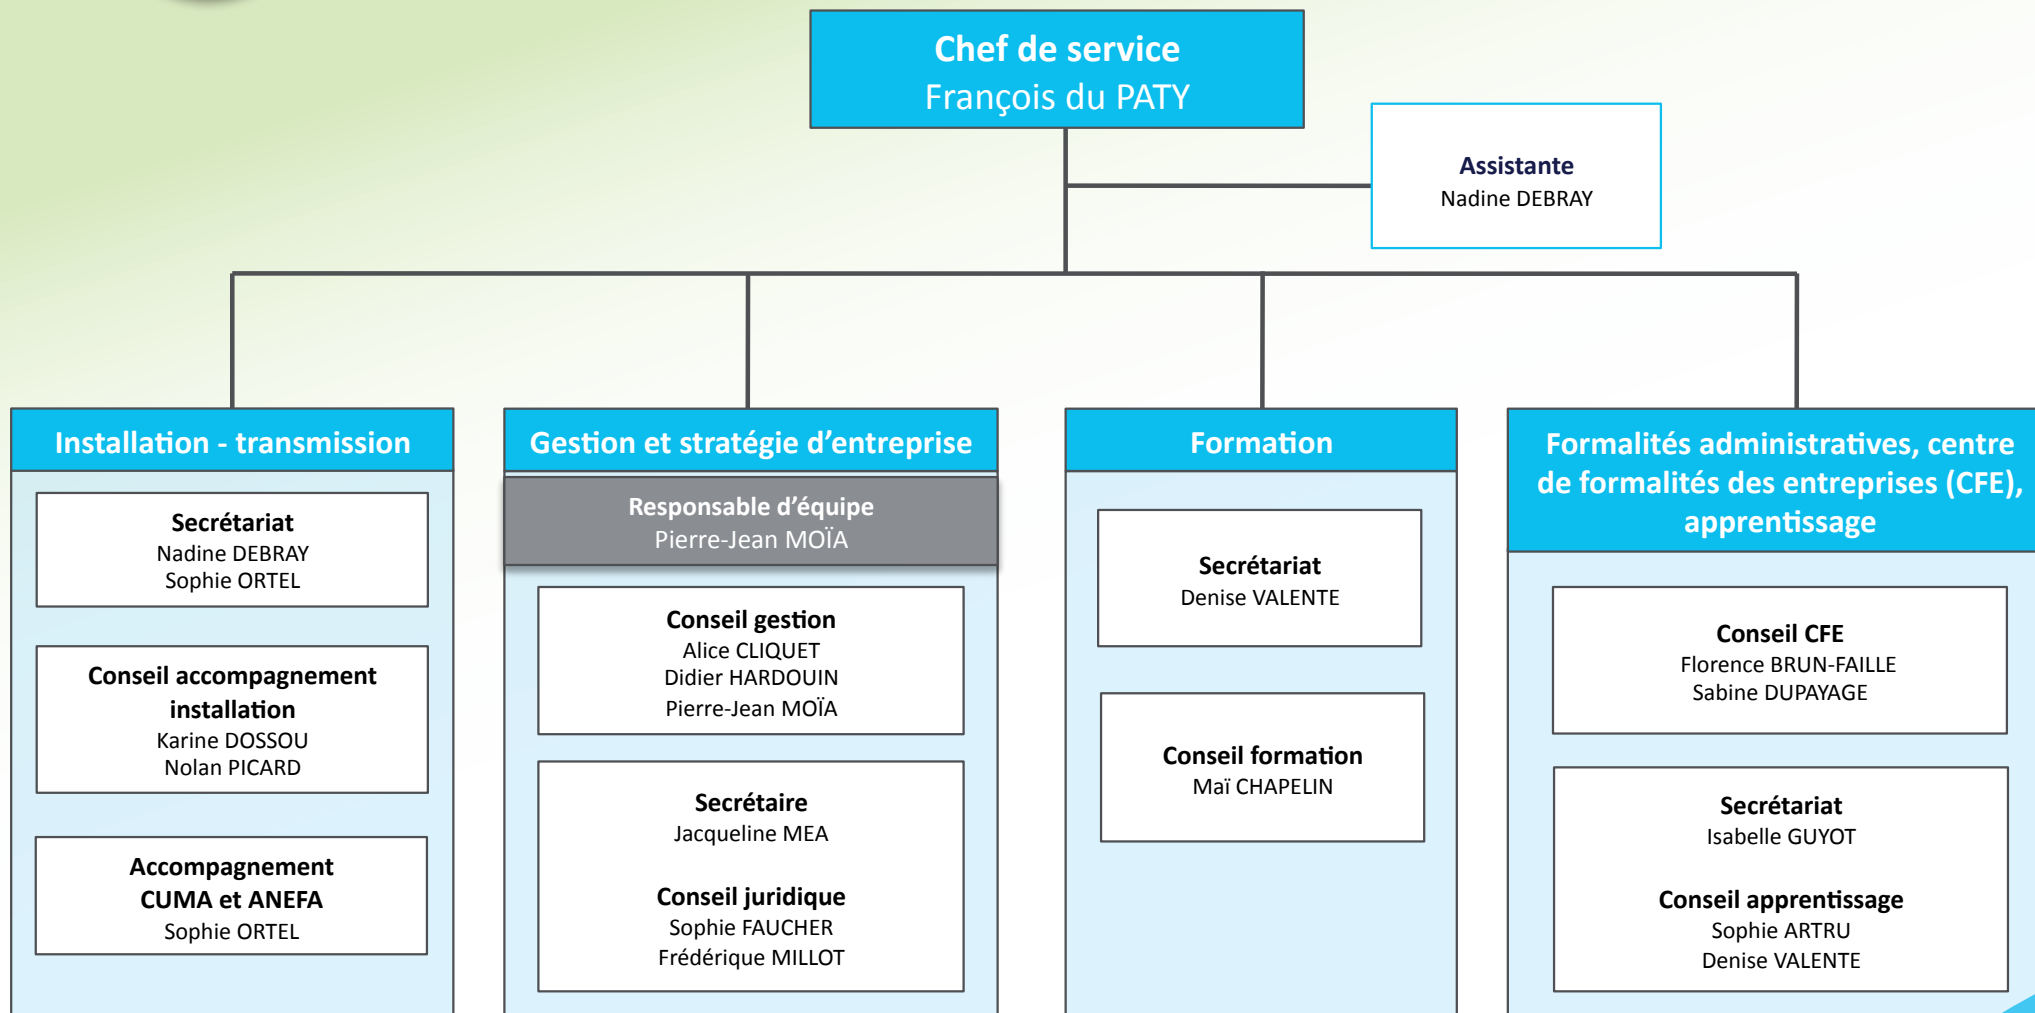 Chef de service
François du PATY
Assistante
Nadine DEBRAY
Installation - transmission
Secrétariat
Nadine DEBRAY
Sophie ORTEL
Conseil accompagnement
installation
Karine DOSSOU
Nolan PICARD
Accompagnement
CUMA et ANEFA
Sophie ORTEL
Gestion et stratégie d’entreprise
Responsable d’équipe
Pierre-Jean MOÏA
Conseil gestion
Alice CLIQUET
Didier HARDOUIN
Pierre-Jean MOÏA
Secrétaire
Jacqueline MEA
Conseil juridique
Sophie FAUCHER
Frédérique MILLOT
Formation
Secrétariat
Denise VALENTE
Conseil formation
Maï CHAPELIN
Formalités administratives, centre
de formalités des entreprises (CFE),
apprentissage
Conseil CFE
Florence BRUN-FAILLE
Sabine DUPAYAGE
Secrétariat
Isabelle GUYOT
Conseil apprentissage
Sophie ARTRU
Denise VALENTE